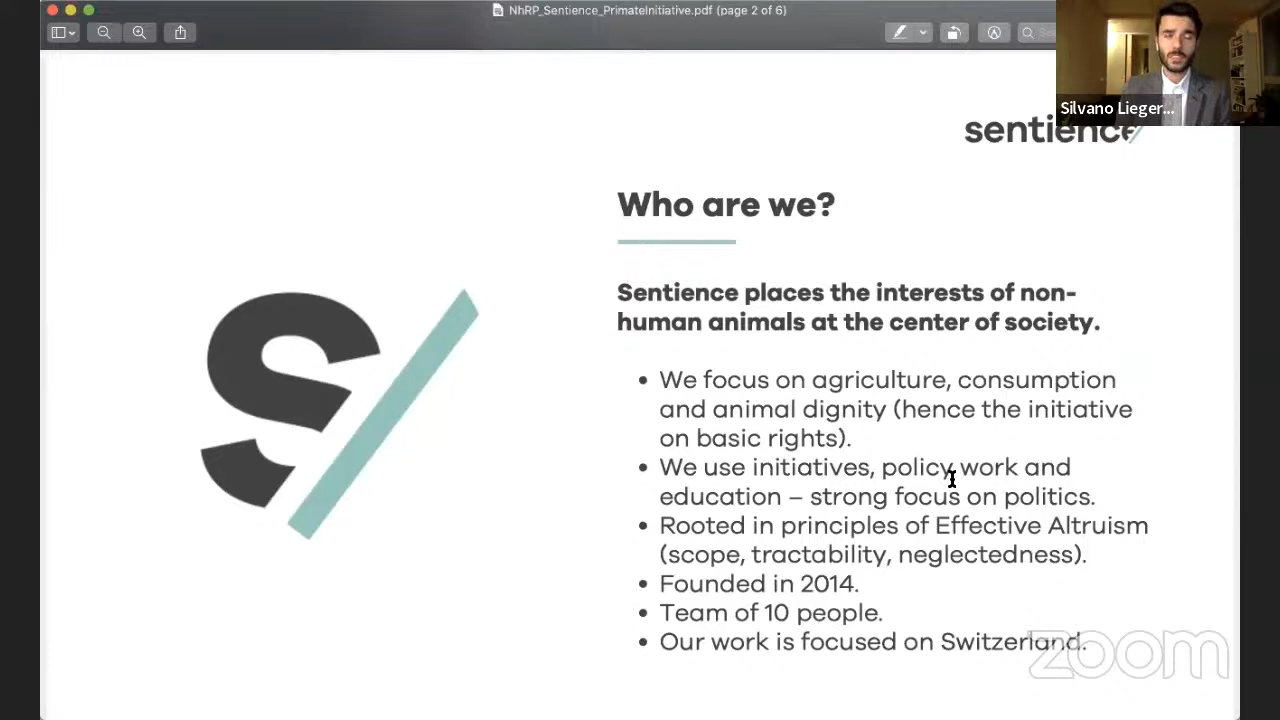 NhRP_Sentience_PrimateInitiative.pdf (page 2 of 6)
Silvano Lieger...
sentience
Who are we?
Sentience places the interests of non-
human animals at the center of society.
• We focus on agriculture, consumption
and animal dignity (hence the initiative
on basic rights).
• We use initiatives, policy work and
education – strong focus on politics.
• Rooted in principles of Effective Altruism
(scope, tractability, neglectedness).
• Founded in 2014.
• Team of 10 people.
• Our work is focused on Switzerland.
S/
zoom